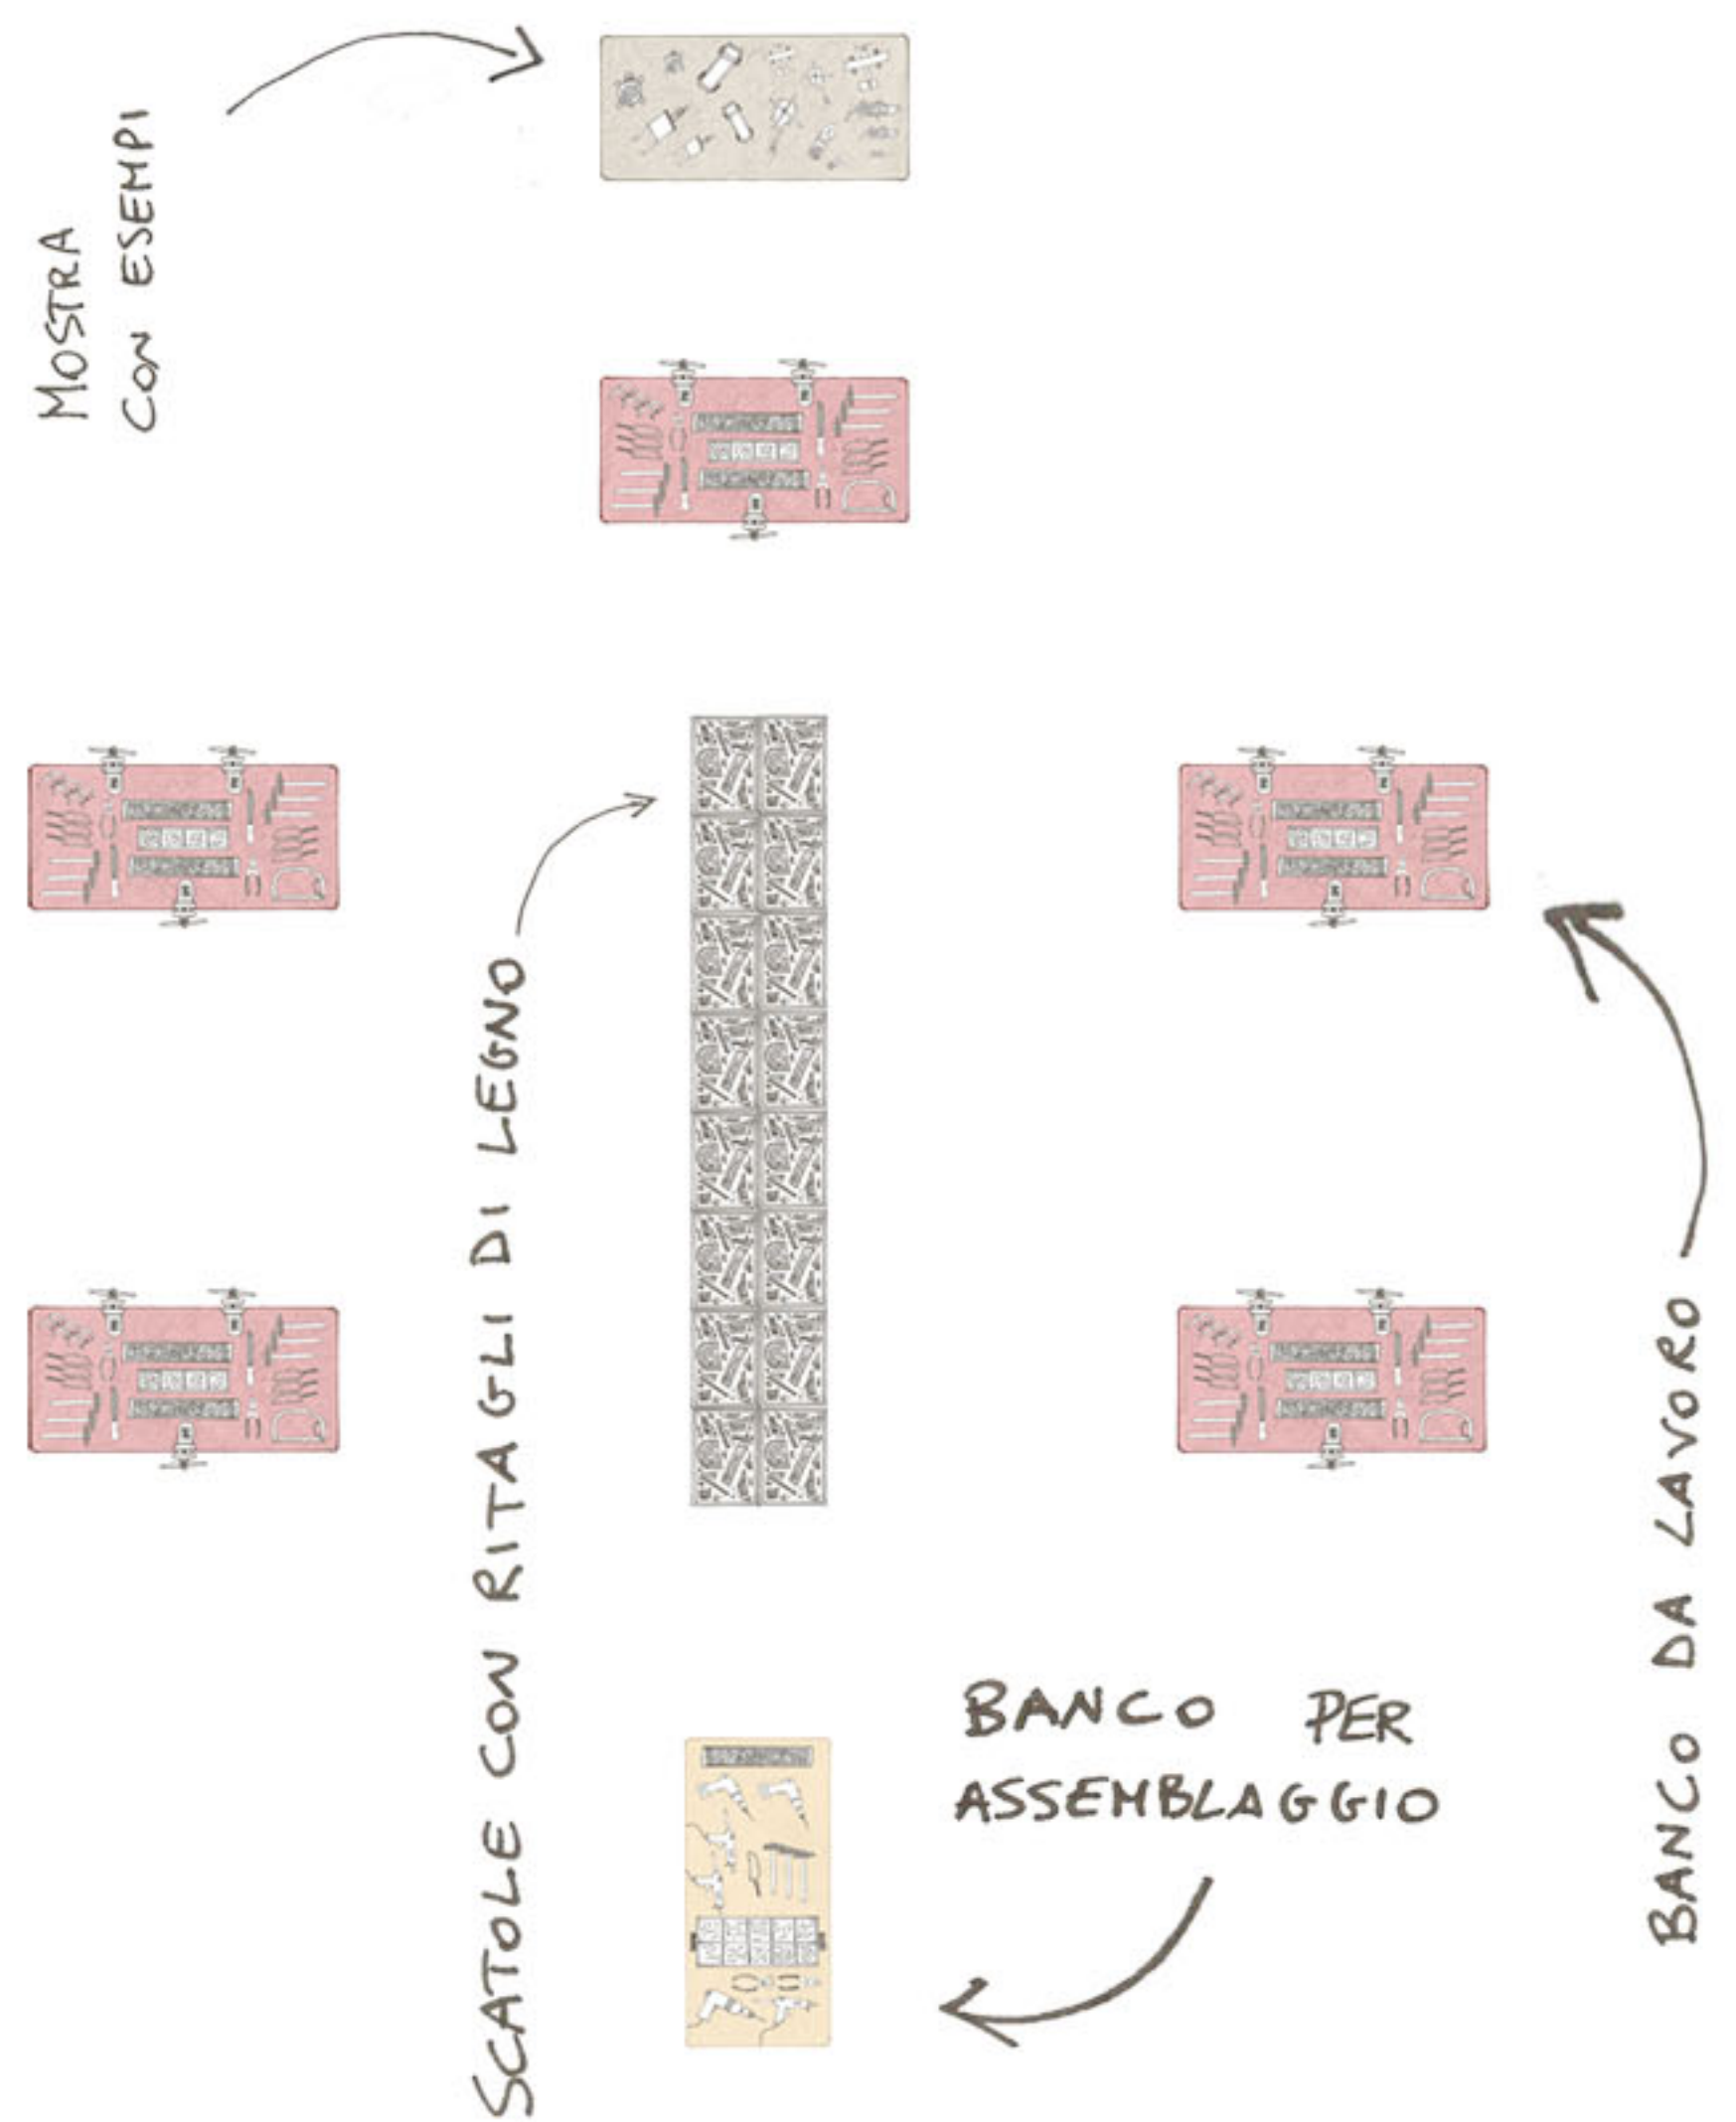 MOSTRA
CON ESEMPI
SCATOLE CON RITAGLI DI LEGNO
BANCO DA LAVORO
BANCO PER
ASSEMBLAGGIO